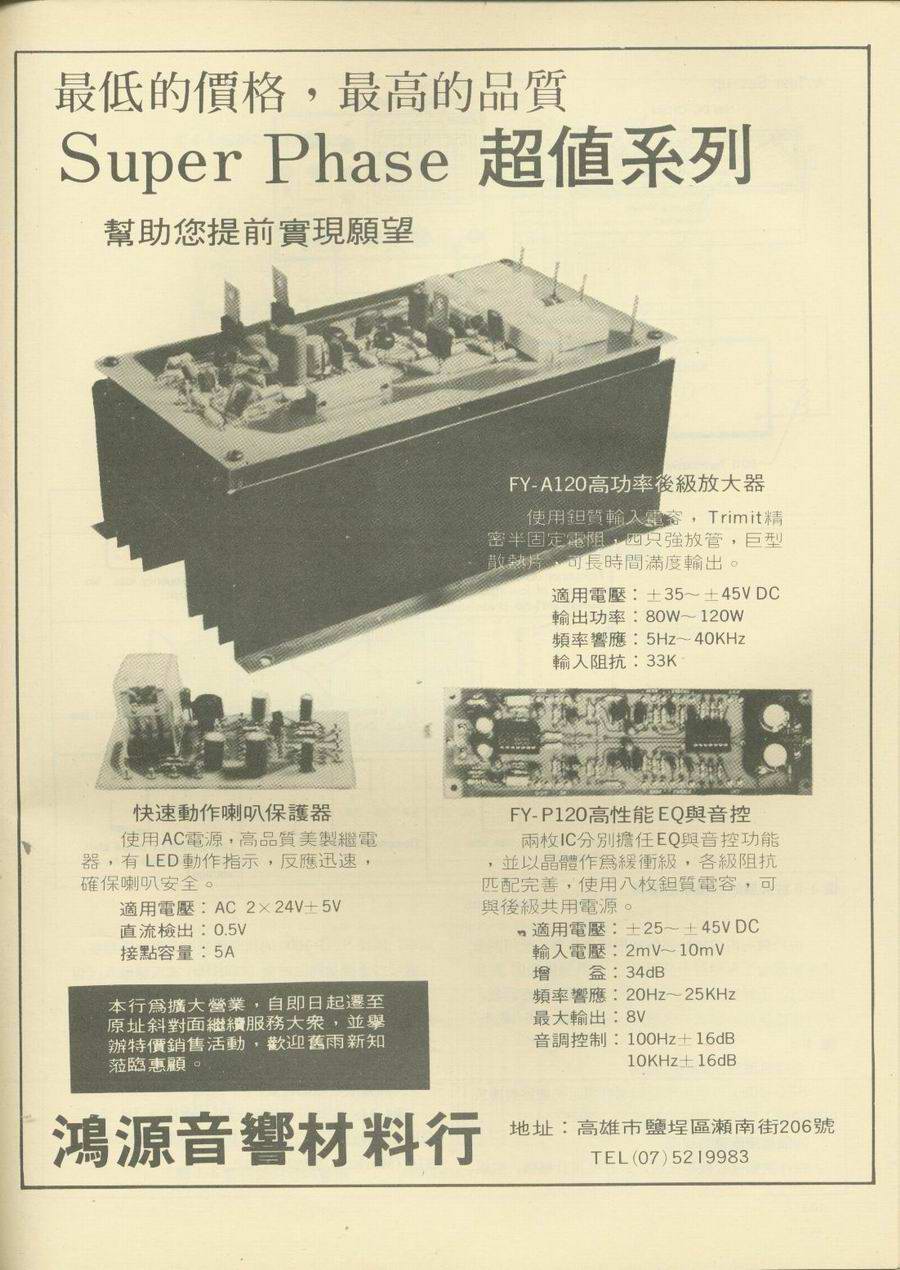 最低的價格，最高的品質
Super Phase 超值系列
幫助您提前實現願望
FY-A120高功率後級放大器
使用鉭質輸入電容，Trimit精
密半固定電阻，四只強放管，巨型
散熱片，可長時間滿度輸出。
適用電壓：±35～±45V DC
輸出功率：80W～120W
頻率響應：5Hz～40KHz
輸入阻抗：33K
快速動作喇叭保護器
使用AC電源，高品質美製繼電
器，有 LED 動作指示，反應迅速，
確保喇叭安全。
適用電壓：AC 2×24V±5V
直流檢出：0.5V
接點容量：5A
FY-P120高性能EQ與音控
兩枚IC分別擔任EQ與音控功能
，並以晶體作為緩衝級，各級阻抗
匹配完善，使用八枚鉭質電容，可
與後級共用電源。
適用電壓：±25～±45V DC
輸入電壓：2mV～10mV
增益：34dB
頻率響應：20Hz～25KHz
最大輸出：8V
音調控制：100Hz±16dB
10KHz±16dB
本行為擴大營業，自即日起遷至
原址斜對面繼續服務大衆，並舉
辦特價銷售活動，歡迎舊雨新知
蒞臨惠顧。
鴻源音響材料行
地址：高雄市鹽埕區瀨南街206號
TEL(07)5219983